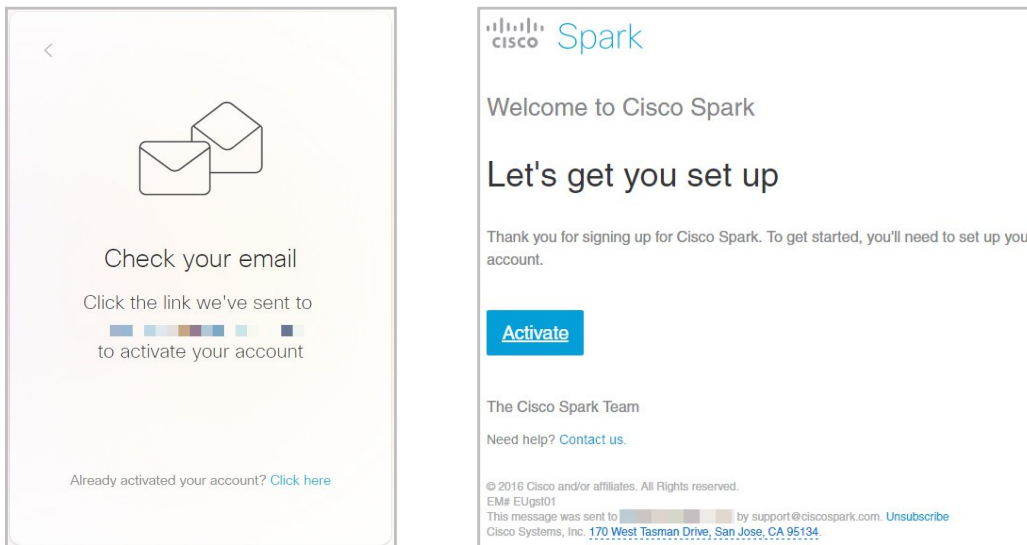 Check your email
Click the link we've sent to
to activate your account
Already activated your account? Click here
CISCO Spark
Welcome to Cisco Spark
Let's get you set up
Thank you for signing up for Cisco Spark. To get started, you'll need to set up you
account.
Activate
The Cisco Spark Team
Need help? Contact us.
© 2016 Cisco and/or affiliates. All Rights reserved.
EM# EUgst01
This message was sent to by support@ciscospark.com. Unsubscribe
Cisco Systems, Inc. 170 West Tasman Drive, San Jose, CA 95134.